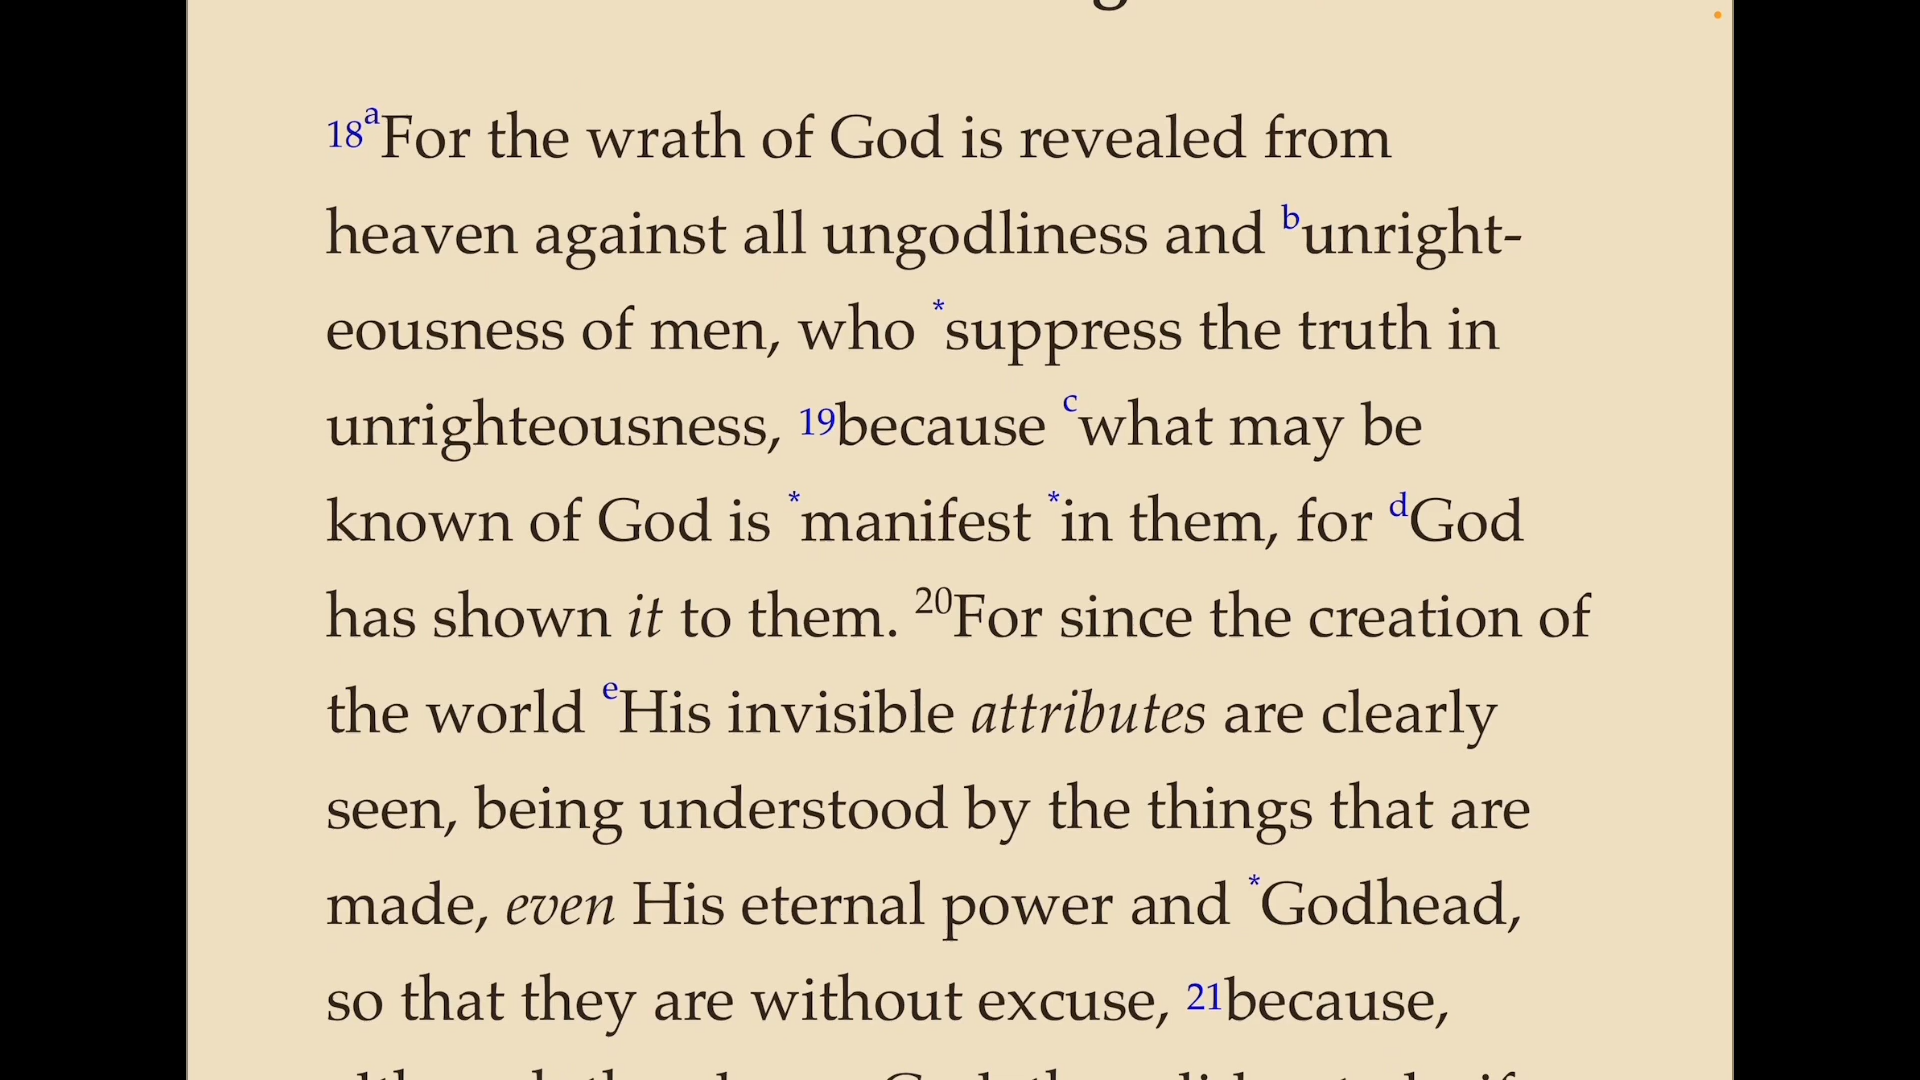 18aFor the wrath of God is revealed from
heaven against all ungodliness and bunright-
eousness of men, who *suppress the truth in
unrighteousness, 19because cwhat may be
known of God is *manifest *in them, for dGod
has shown it to them. 20For since the creation of
the world eHis invisible attributes are clearly
seen, being understood by the things that are
made, even His eternal power and *Godhead,
so that they are without excuse, 21because,